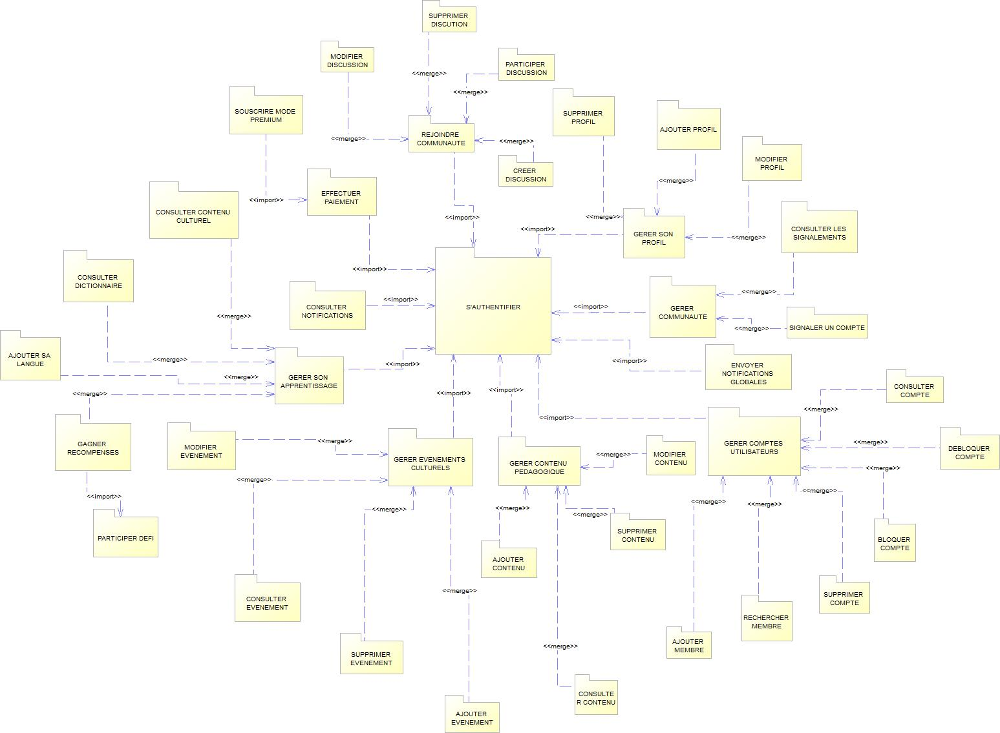 SUPPRIMER
DISCUTION
MODIFIER
DISCUSSION
PARTICIPER
DISCUSSION
<<merge>>
<<merge>>
SOUSCRIRE MODE
PREMIUM
SUPPRIMER
PROFIL
AJOUTER PROFIL
REJOINDRE
COMMUNAUTE
<<merge>>
<<merge>>
MODIFIER
PROFIL
CREER
DISCUSSION
<<merge>>
EFFECTUER
PAIEMENT
<<import>>
CONSULTER CONTENU
CULTUREL
<<import>>
<<merge>>
GERER SON
PROFIL
<<import>>
<<merge>>
CONSULTER LES
SIGNALEMENTS
<<import>>
CONSULTER
DICTIONNAIRE
<<merge>>
CONSULTER
NOTIFICATIONS
<<import>>
S'AUTHENTIFIER
<<import>>
GERER
COMMUNAUTE
<<merge>>
SIGNALER UN COMPTE
<<merge>>
AJOUTER SA
LANGUE
<<merge>>
<<merge>>
<<merge>>
GERER SON
APPRENTISSAGE
<<import>>
<<import>>
ENVOYER
NOTIFICATIONS
GLOBALES
<<import>>
<<import>>
CONSULTER
COMPTE
<<merge>>
<<import>>
GAGNER
RECOMPENSES
MODIFIER
EVENEMENT
<<merge>>
GERER EVENEMENTS
CULTURELS
GERER CONTENU
PEDAGOGIQUE
<<merge>>
MODIFIER
CONTENU
GERER COMPTES
UTILISATEURS
<<merge>>
DEBLOQUER
COMPTE
<<merge>>
<<merge>>
<<import>>
<<merge>>
<<merge>>
<<merge>>
<<merge>>
<<merge>>
<<merge>>
<<merge>>
PARTICIPER DEFI
SUPPRIMER
CONTENU
BLOQUER
COMPTE
AJOUTER
CONTENU
CONSULTER
EVENEMENT
<<merge>>
SUPPRIMER
COMPTE
RECHERCHER
MEMBRE
AJOUTER
MEMBRE
<<merge>>
SUPPRIMER
EVENEMENT
CONSULTE
R CONTENU
AJOUTER
EVENEMENT